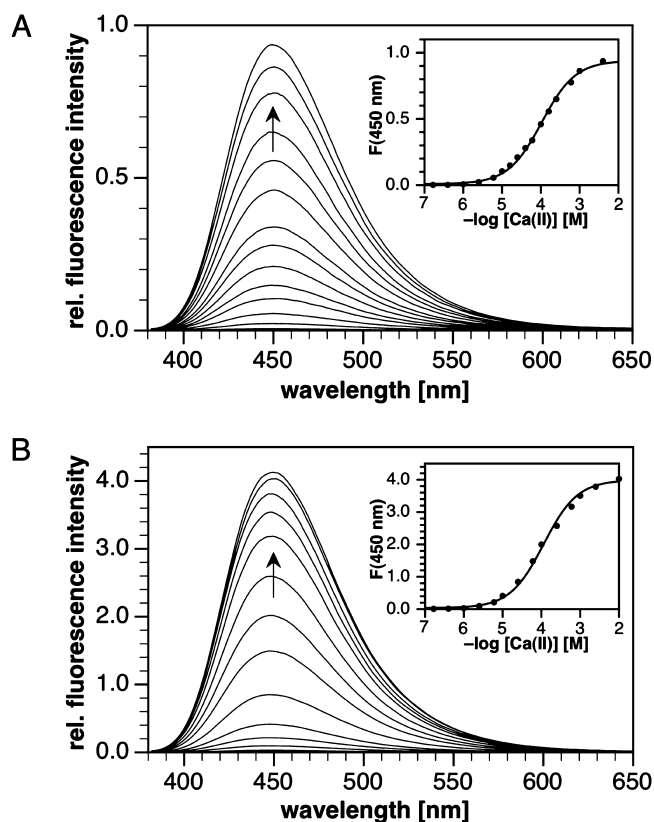 A
1.0
0.5
0.0
rel. fluorescence intensity
400 450 500 550 600 650
wavelength [nm]
1.0
0.5
0.0
F(450 nm)
7 6 5 4 3 2
–log [Ca(II)] [M]
B
4.0
3.0
2.0
1.0
0.0
rel. fluorescence intensity
400 450 500 550 600 650
wavelength [nm]
4.0
3.0
2.0
1.0
0.0
F(450 nm)
7 6 5 4 3 2
–log [Ca(II)] [M]